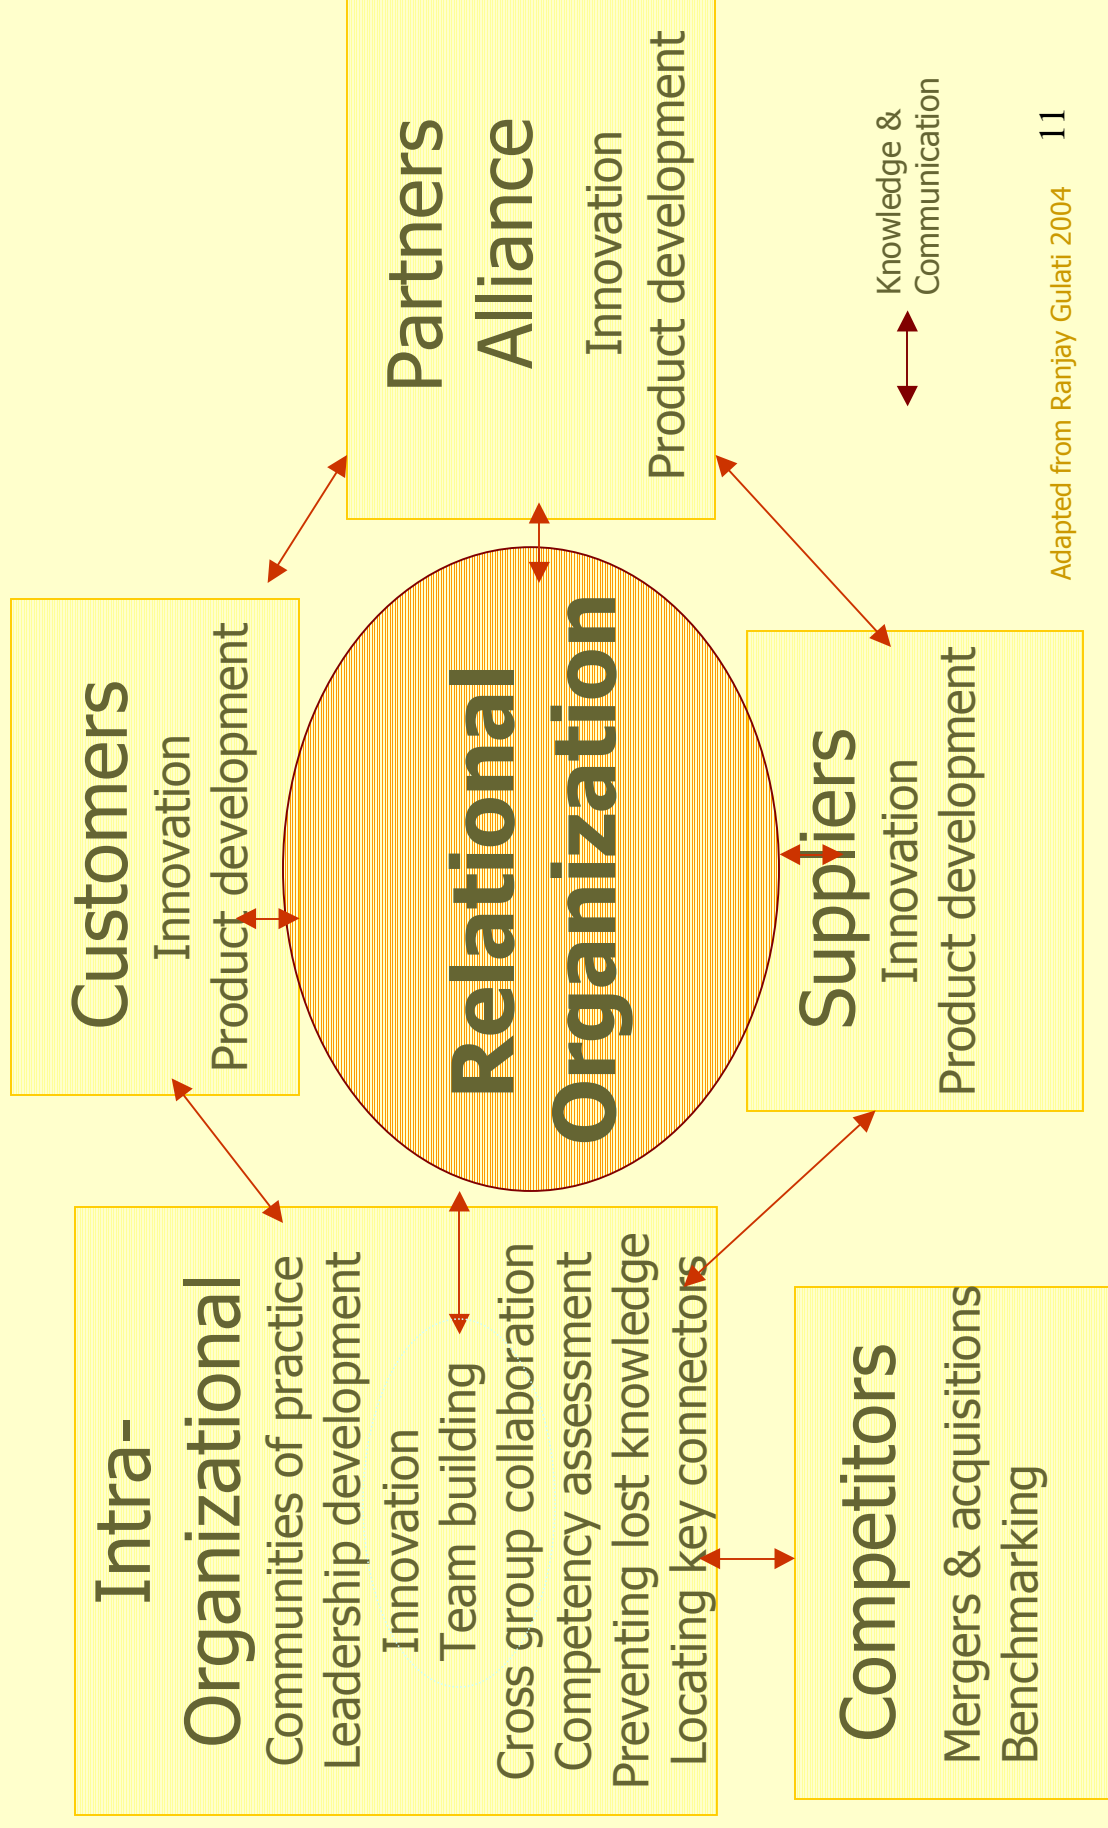 Intra-
Organizational
Communities of practice
Leadership development
Innovation
Team building
Cross group collaboration
Competency assessment
Preventing lost knowledge
Locating key connectors
Customers
Innovation
Product development
Relational
Organization
Partners
Alliance
Innovation
Product development
Suppliers
Innovation
Product development
Competitors
Mergers & acquisitions
Benchmarking
Knowledge &
Communication
Adapted from Ranjay Gulati 2004
11